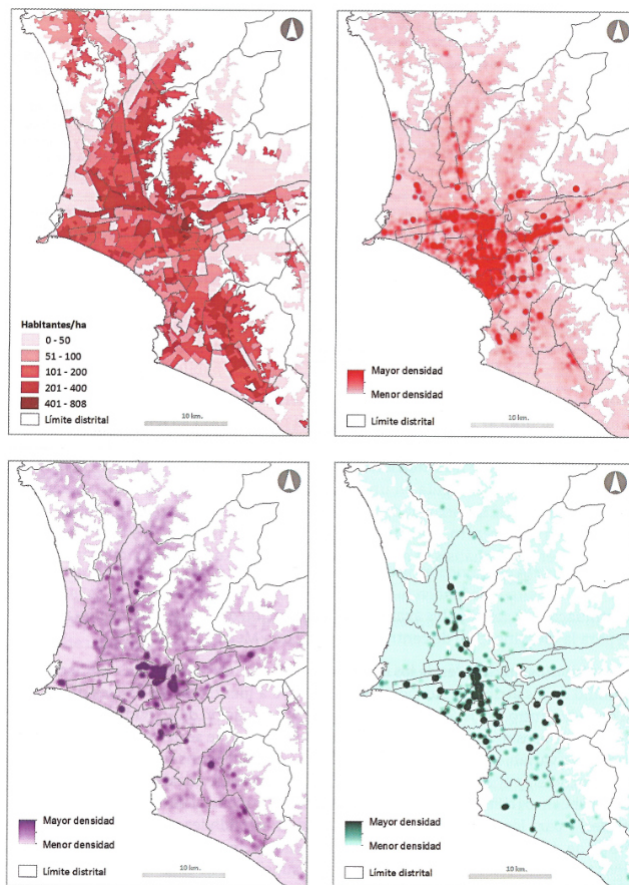 Habitantes/ha
0 - 50
51 - 100
101 - 200
201 - 400
401 - 808
Límite distrital
10 km.
Mayor densidad
Menor densidad
Límite distrital
10 km.
Mayor densidad
Menor densidad
Límite distrital
10 km.
Mayor densidad
Menor densidad
Límite distrital
10 km.